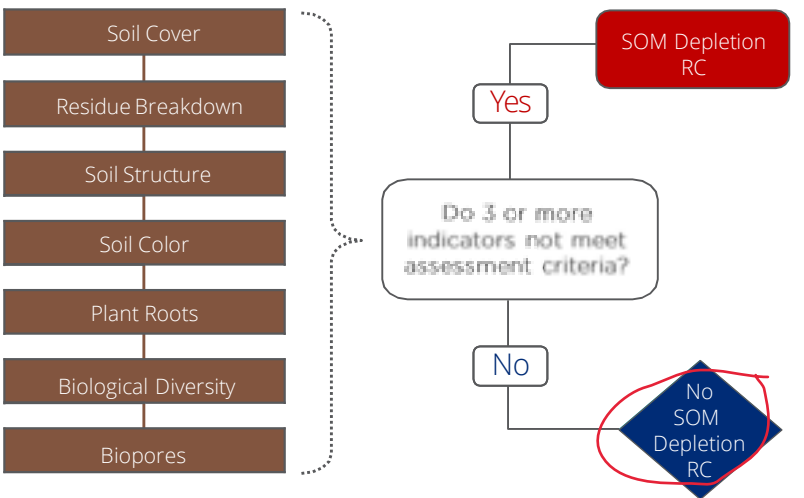 Soil Cover
Residue Breakdown
Soil Structure
Soil Color
Plant Roots
Biological Diversity
Biopores
SOM Depletion
RC
Yes
Do 3 or more
indicators not meet
assessment criteria?
No
No
SOM
Depletion
RC